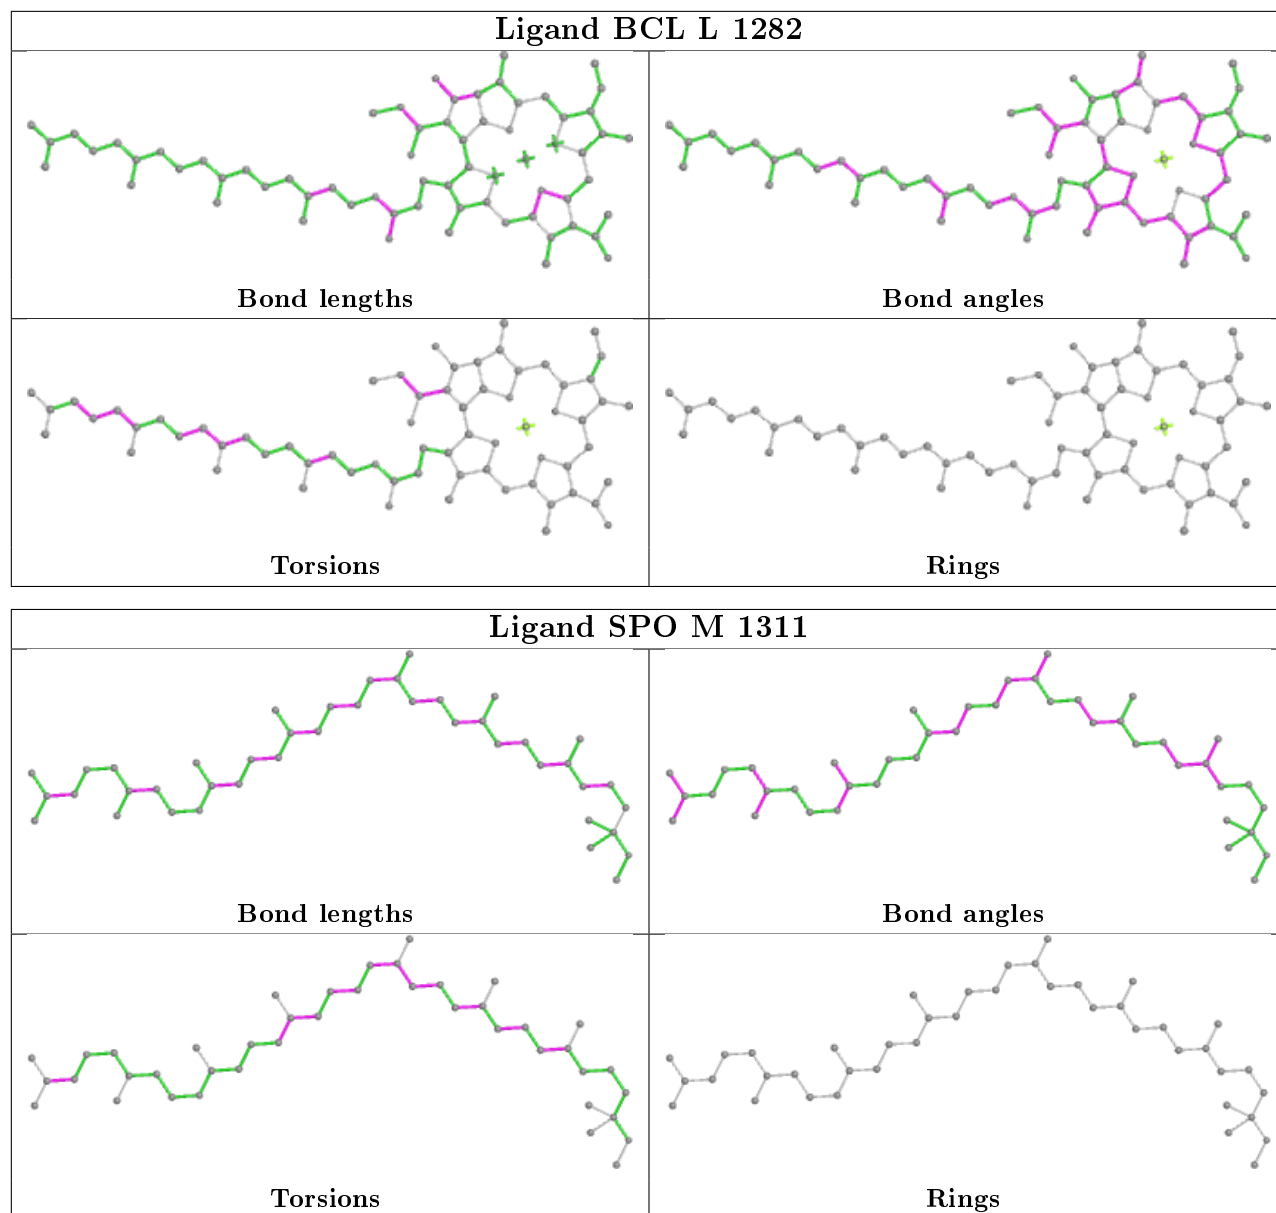 Ligand BCL L 1282
Bond lengths
Bond angles
Torsions
Rings
Ligand SPO M 1311
Bond lengths
Bond angles
Torsions
Rings